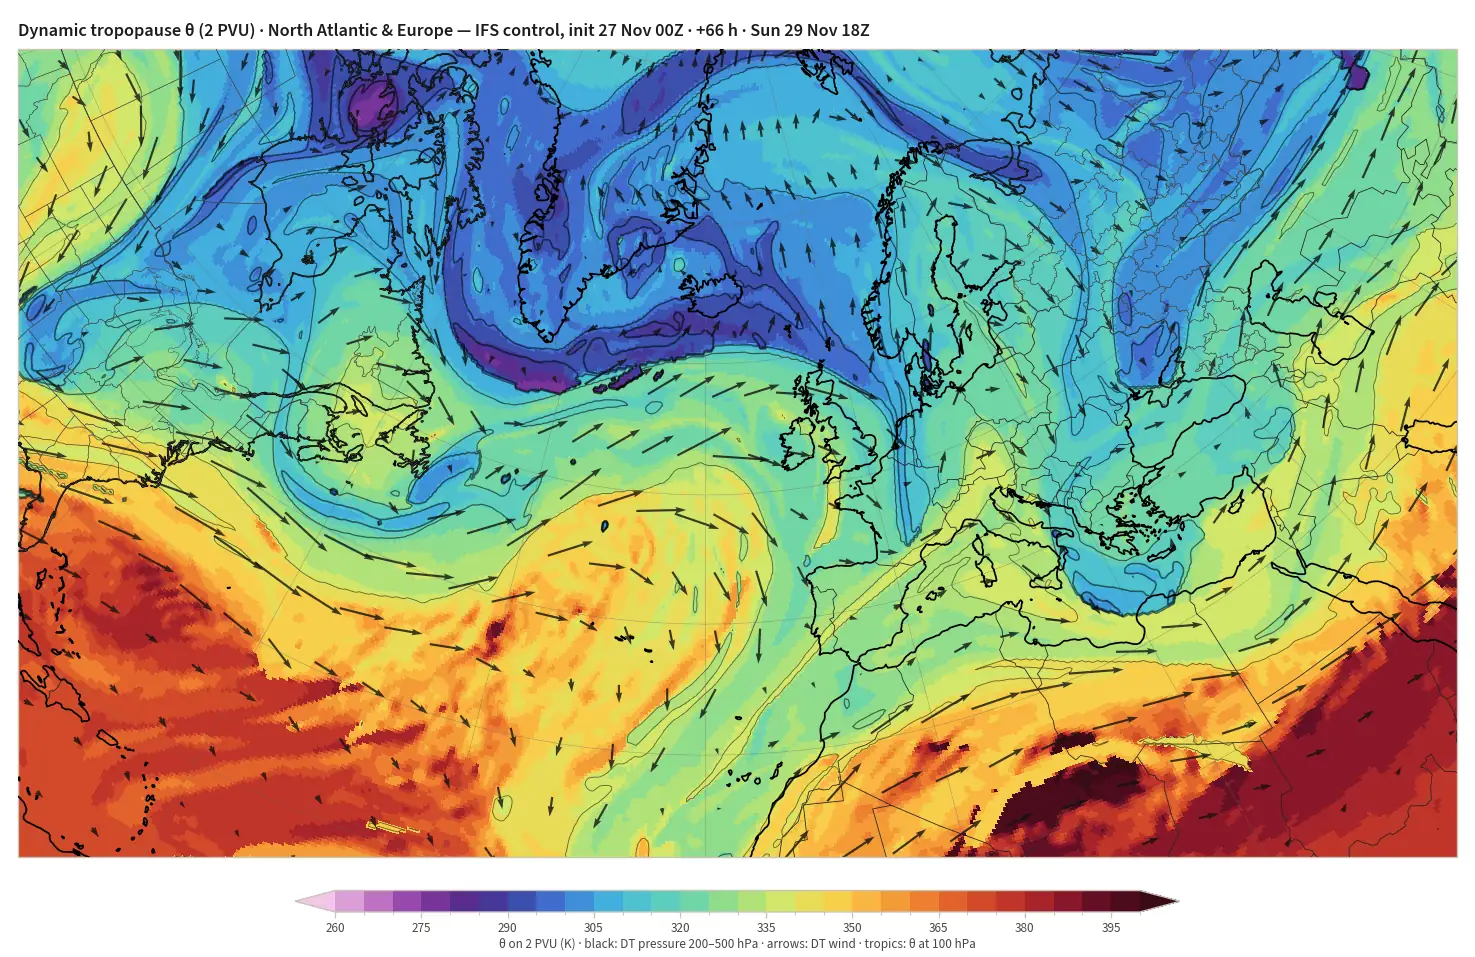 Dynamic tropopause θ (2 PVU) · North Atlantic & Europe — IFS control, init 27 Nov 00Z · +66 h · Sun 29 Nov 18Z
260 275 290 305 320 335 350 365 380 395
θ on 2 PVU (K) · black: DT pressure 200–500 hPa · arrows: DT wind · tropics: θ at 100 hPa